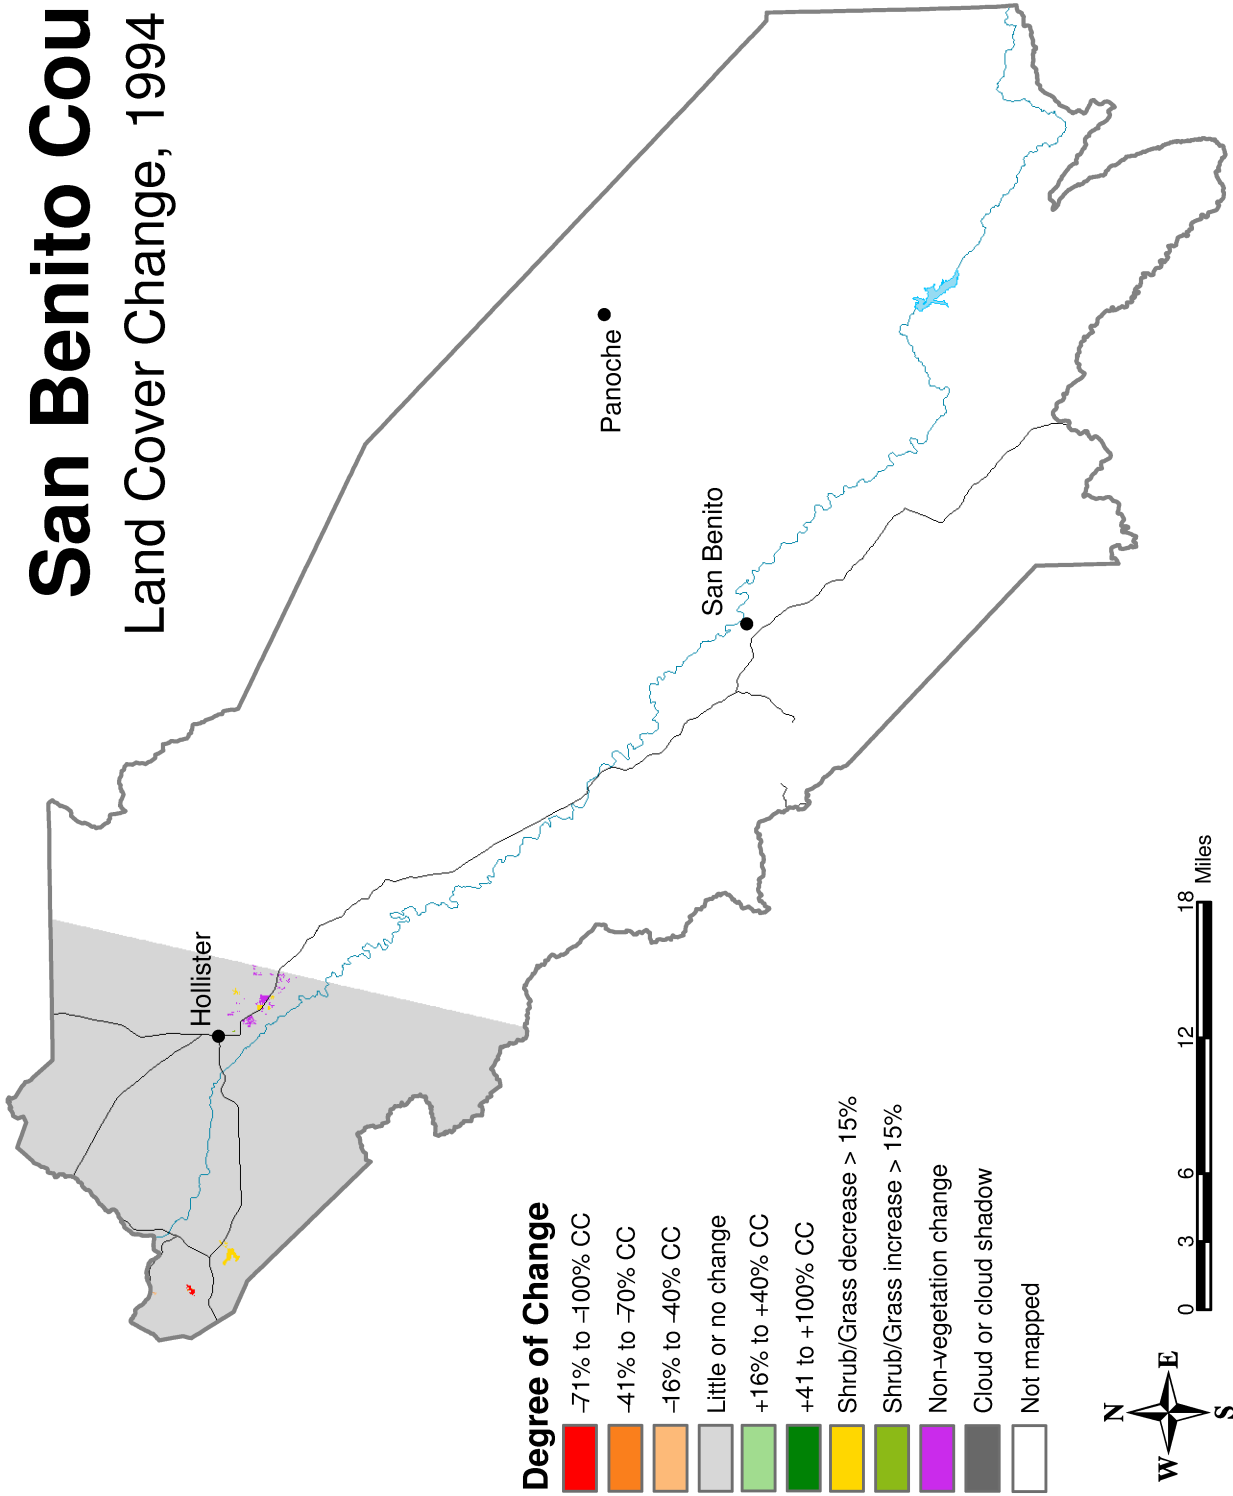 San Benito Cou
Land Cover Change, 1994
Panoche
San Benito
Hollister
Degree of Change
-71% to -100% CC
-41% to -70% CC
-16% to -40% CC
Little or no change
+16% to +40% CC
+41 to +100% CC
Shrub/Grass decrease > 15%
Shrub/Grass increase > 15%
Non-vegetation change
Cloud or cloud shadow
Not mapped
N
W E
S
0 3 6 12 18
Miles